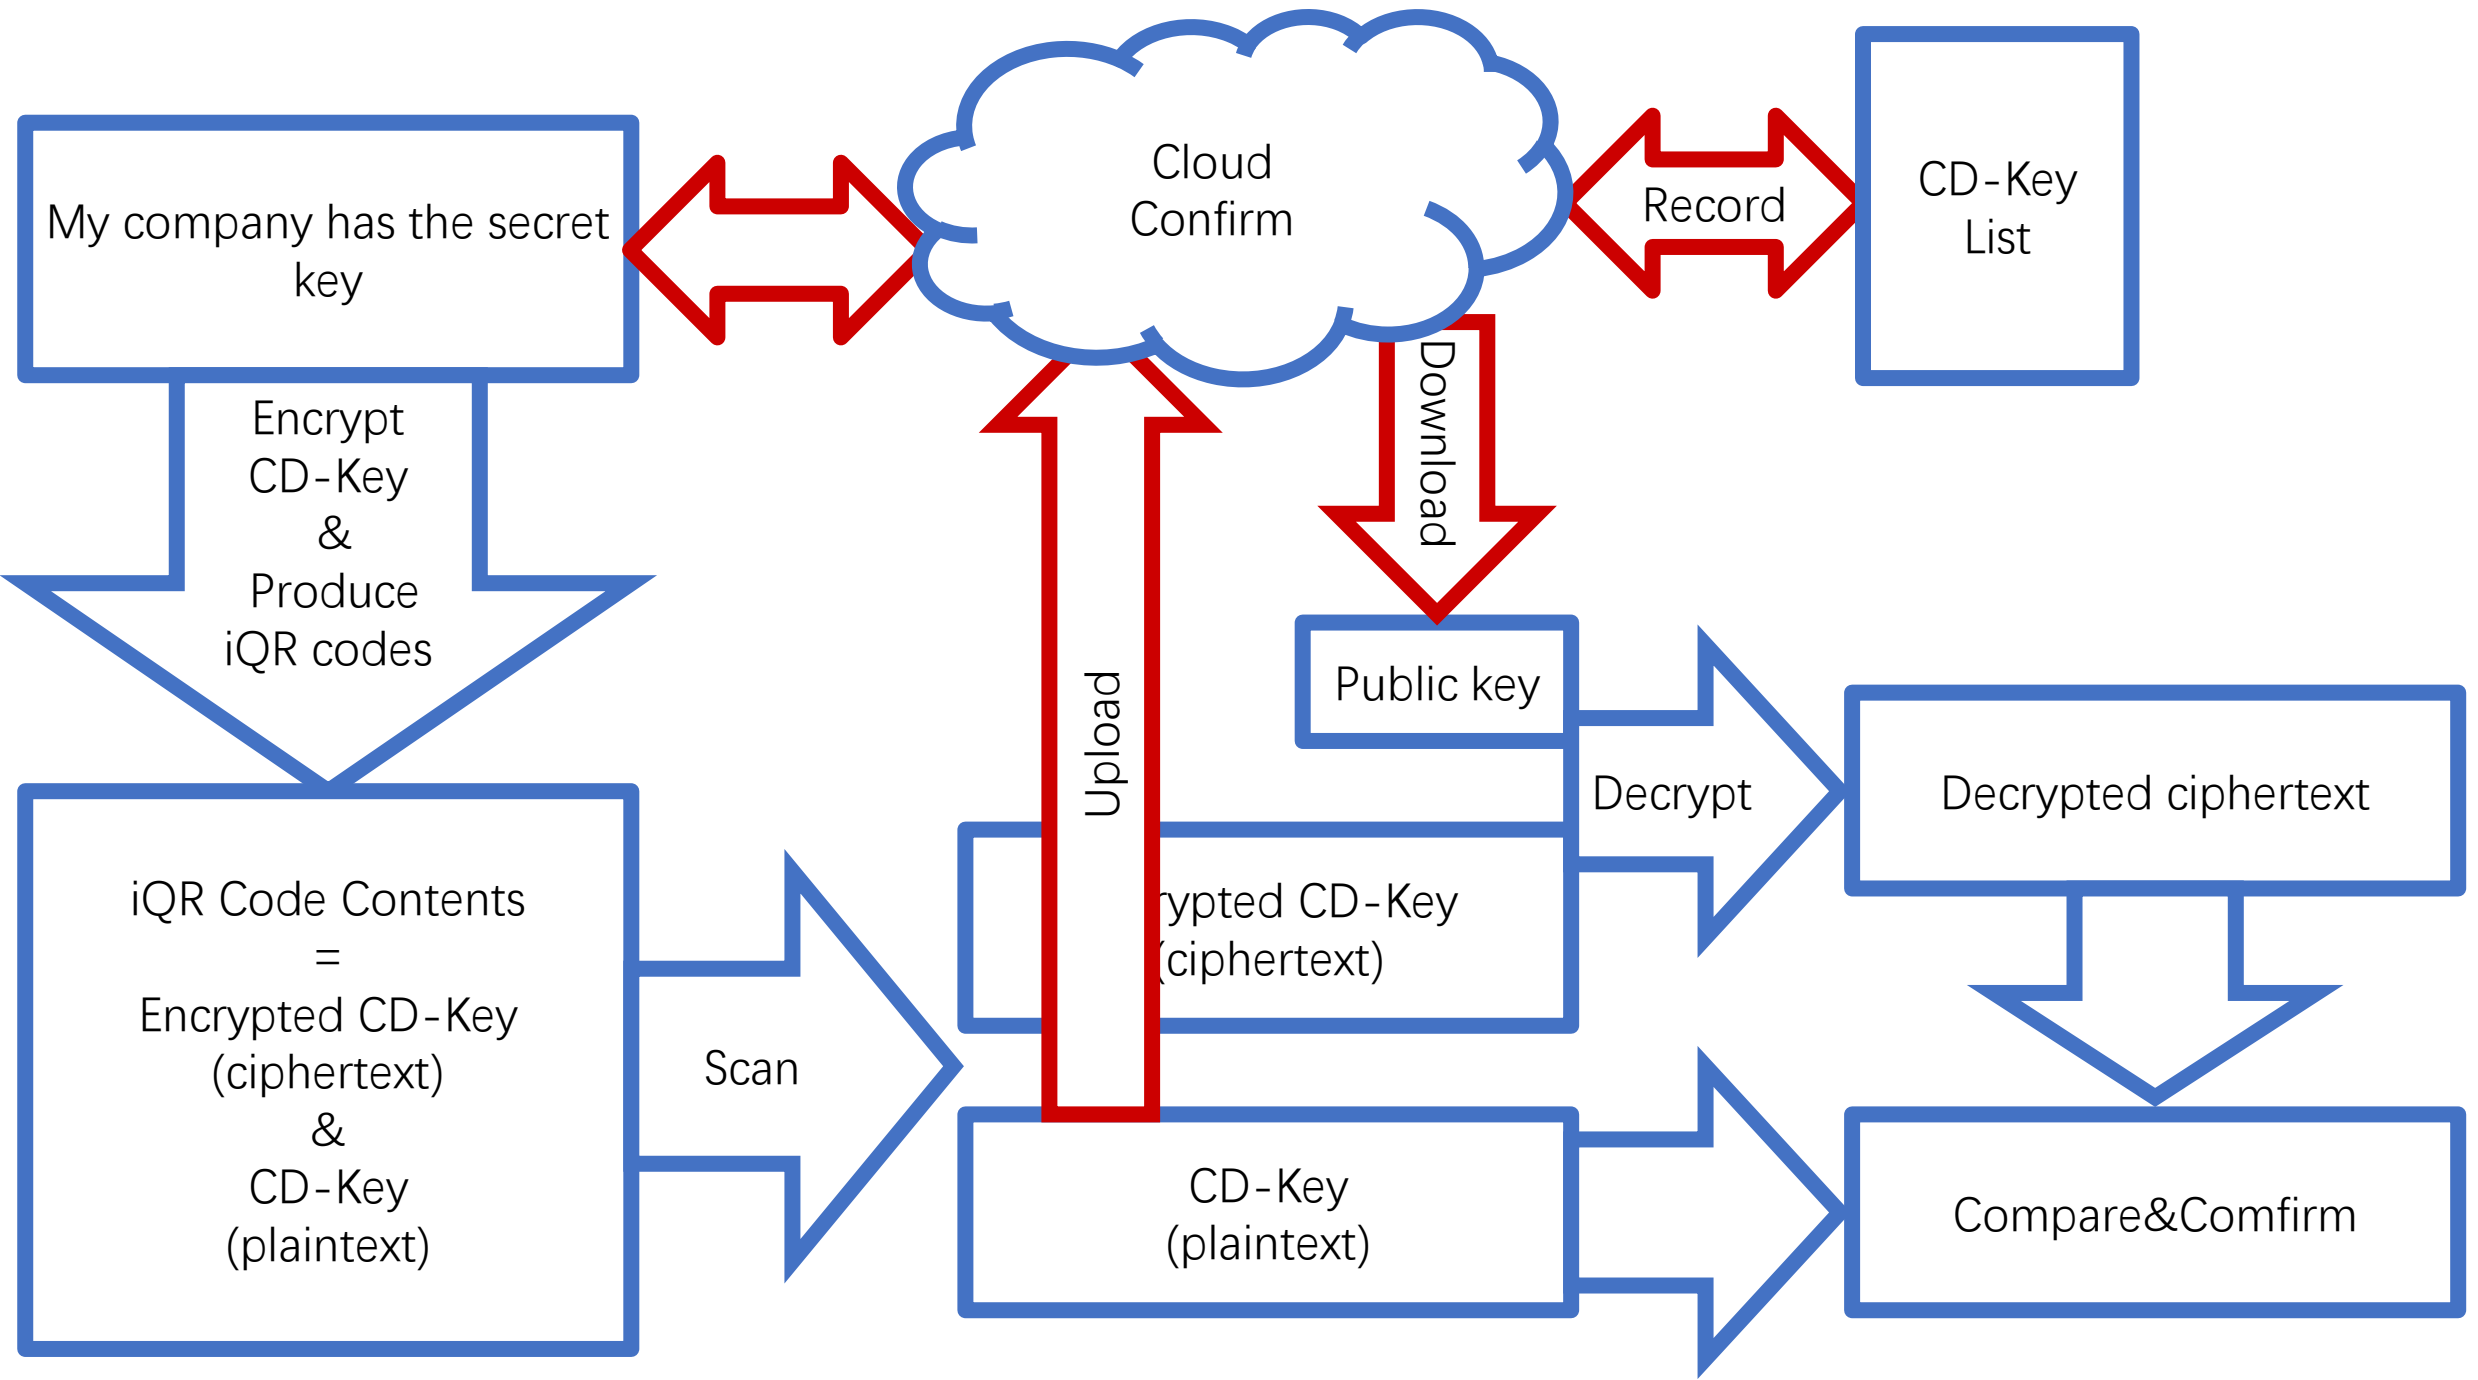 My company has the secret
key
Cloud
Confirm
Record
CD-Key
List
Encrypt
CD-Key
&
Produce
iQR codes
Download
Upload
Public key
Decrypt
Decrypted ciphertext
iQR Code Contents
=
Encrypted CD-Key
(ciphertext)
&
CD-Key
(plaintext)
Scan
rypted CD-Key
(ciphertext)
CD-Key
(plaintext)
Compare&Comfirm